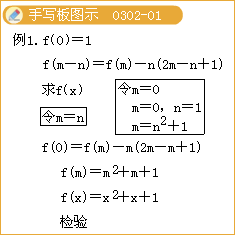 手写板图示 0302-01
例1.f(0)=1
f(m-n)=f(m)-n(2m-n+1)
求f(x)
令m=0
m=0，n=1
m=n²+1
令m=n
f(0)=f(m)-m(2m-m+1)
f(m)=m²+m+1
f(x)=x²+x+1
检验